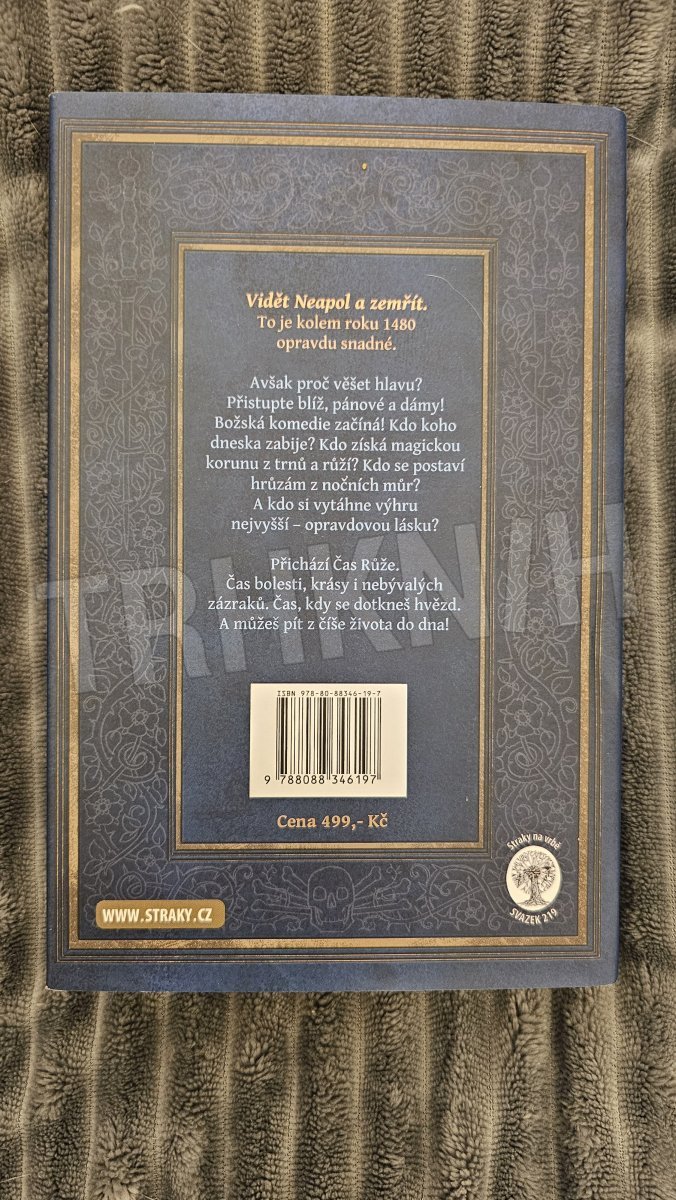 Vidět Neapol a zemřít.
To je kolem roku 1480
opravdu snadné.
Avšak proč věšet hlavu?
Přistupte blíž, pánové a dámy!
Božská komedie začíná! Kdo koho
dneska zabije? Kdo získá magickou
korunu z trnů a růží? Kdo se postaví
hrůzám z nočních můr?
A kdo si vytáhne výhru
nejvyšší – opravdovou lásku?
Přichází Čas Růže.
Čas bolesti, krásy i nebývalých
zázraků. Čas, kdy se dotkneš hvězd.
A můžeš pít z číše života do dna!
TRHKNIH
ISBN 978-80-88346-19-7
9 788088 346197
Cena 499,- Kč
Straky na vrbě
SVAZEK 219
WWW.STRAKY.CZ